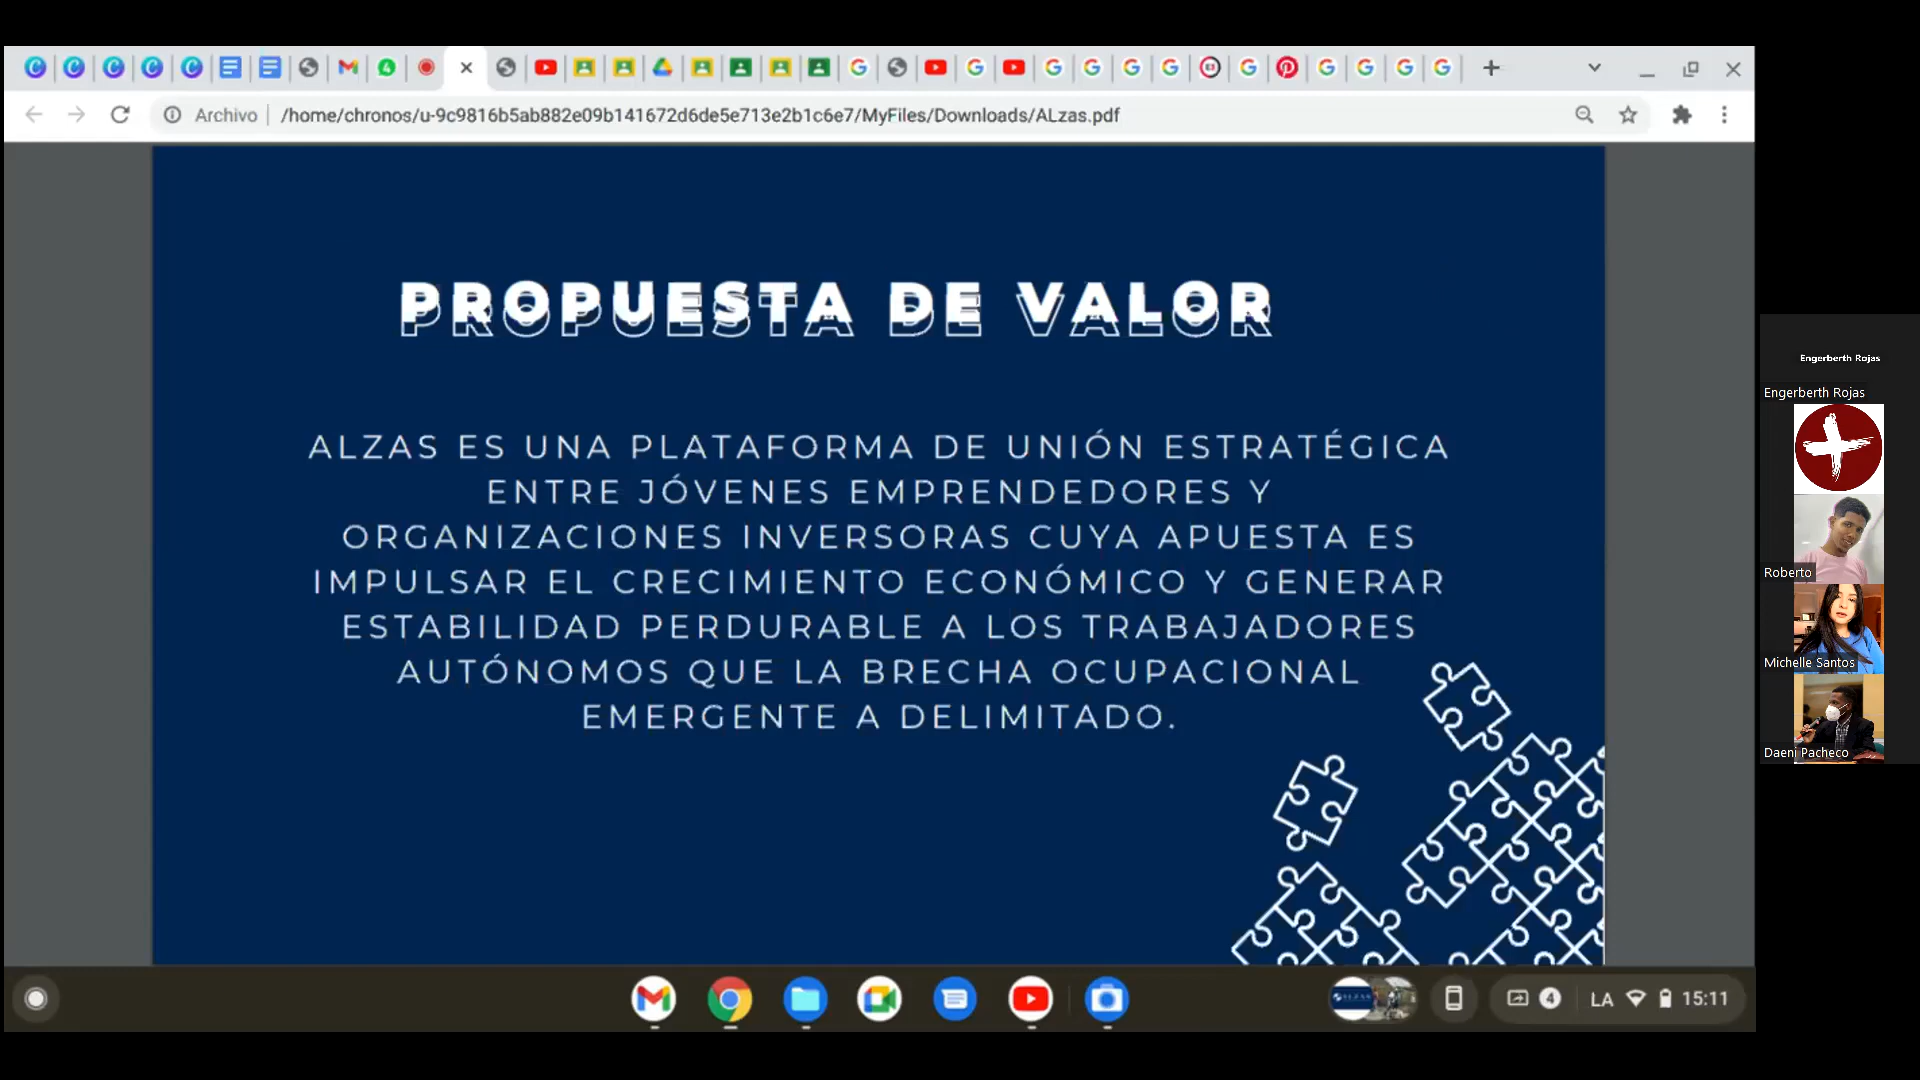 Archivo
/home/chronos/u-9c9816b5ab882e09b141672d6de5e713e2b1c6e7/MyFiles/Downloads/ALzas.pdf
PROPUESTA DE VALOR
ALZAS ES UNA PLATAFORMA DE UNIÓN ESTRATÉGICA
ENTRE JÓVENES EMPRENDEDORES Y
ORGANIZACIONES INVERSORAS CUYA APUESTA ES
IMPULSAR EL CRECIMIENTO ECONÓMICO Y GENERAR
ESTABILIDAD PERDURABLE A LOS TRABAJADORES
AUTÓNOMOS QUE LA BRECHA OCUPACIONAL
EMERGENTE A DELIMITADO.
Engerberth Rojas
Engerberth Rojas
Roberto
Michelle Santos
Daeni Pacheco
4
LA
15:11